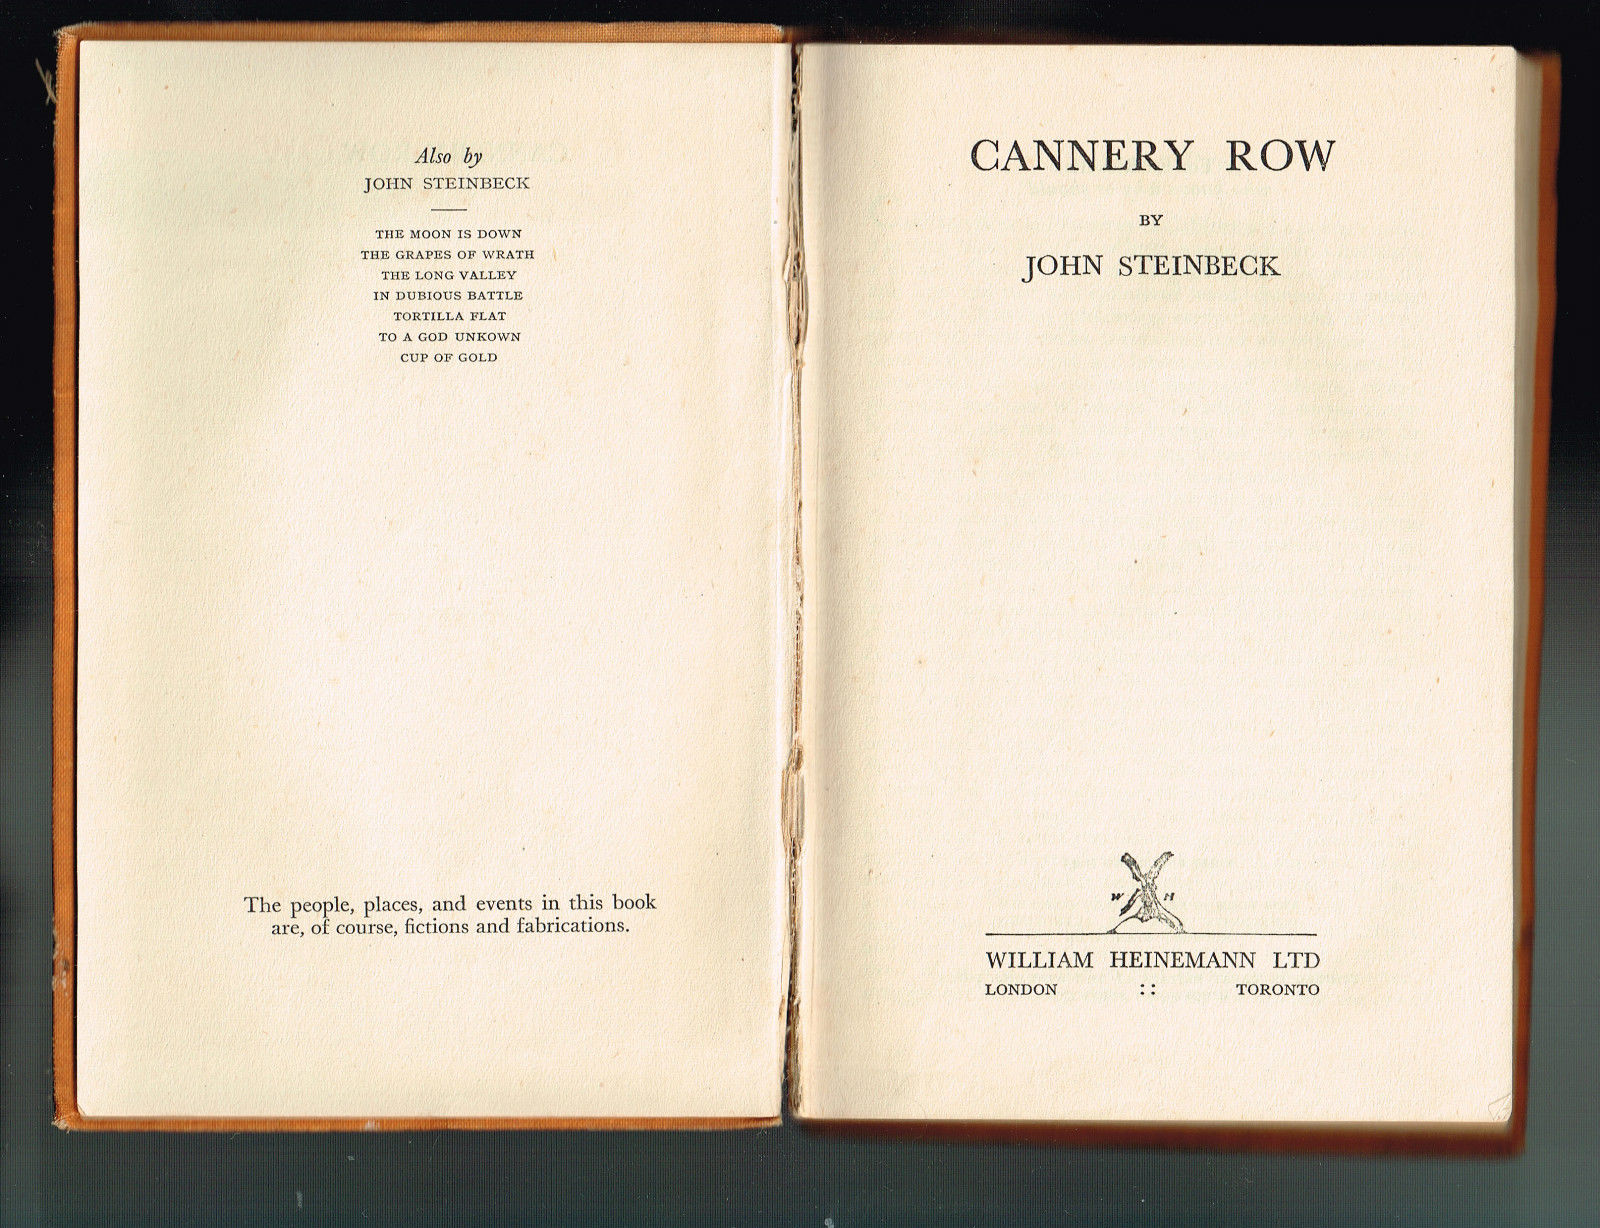 Also by
JOHN STEINBECK
THE MOON IS DOWN
THE GRAPES OF WRATH
THE LONG VALLEY
IN DUBIOUS BATTLE
TORTILLA FLAT
TO A GOD UNKOWN
CUP OF GOLD
The people, places, and events in this book
are, of course, fictions and fabrications.
CANNERY ROW
BY
JOHN STEINBECK
W H
WILLIAM HEINEMANN LTD
LONDON :: TORONTO